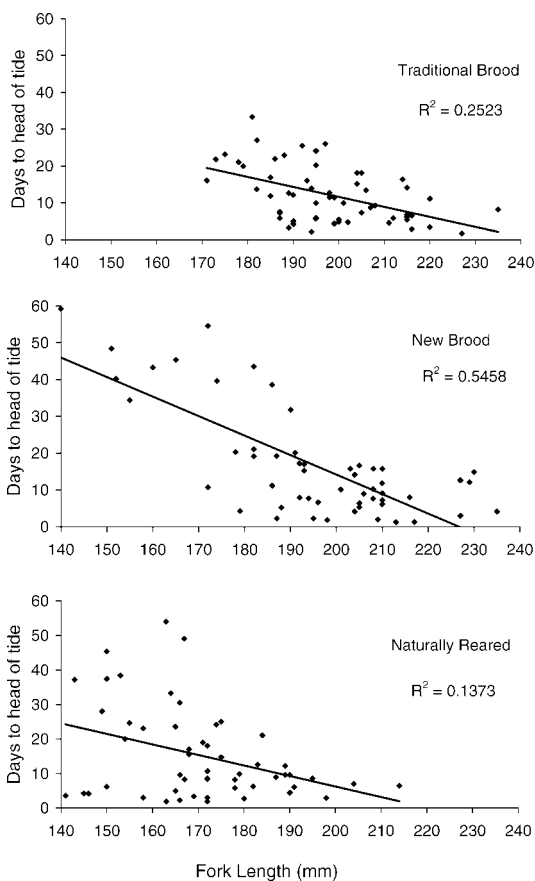 60
50
40
30
20
10
0
Days to head of tide
Traditional Brood
R² = 0.2523
140 150 160 170 180 190 200 210 220 230 240
60
50
40
30
20
10
0
Days to head of tide
New Brood
R² = 0.5458
140 150 160 170 180 190 200 210 220 230 240
60
50
40
30
20
10
0
Days to head of tide
Naturally Reared
R² = 0.1373
140 150 160 170 180 190 200 210 220 230 240
Fork Length (mm)